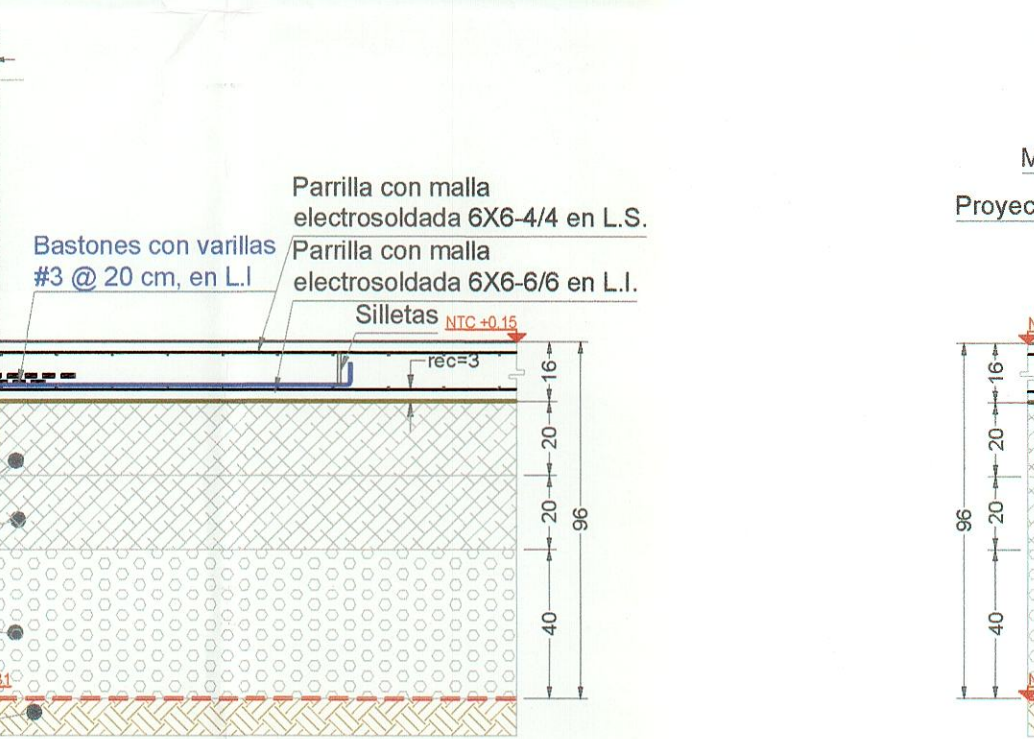 Parrilla con malla
electrosoldada 6X6-4/4 en L.S.
Bastones con varillas
#3 @ 20 cm, en L.I
Parrilla con malla
electrosoldada 6X6-6/6 en L.I.
Silletas
NTC +0.15
rec=3
16
20
20
40
96
Proyec
96
16
20
20
40